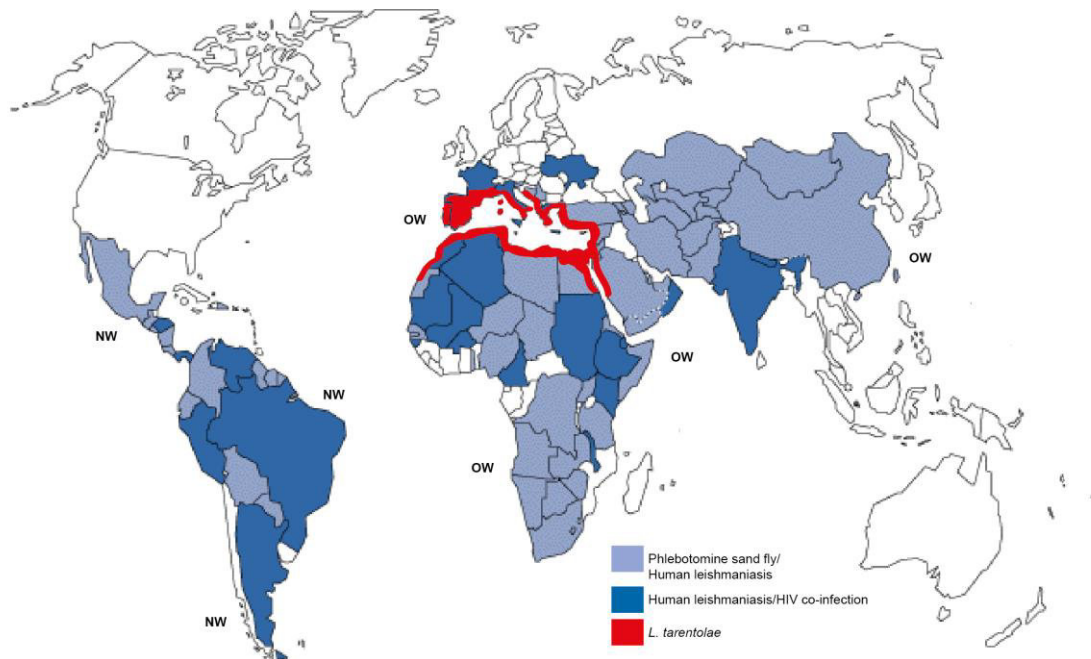 OW
OW
NW
OW
NW
OW
NW
Phlebotomine sand fly/
Human leishmaniasis
Human leishmaniasis/HIV co-infection
L. tarentolae